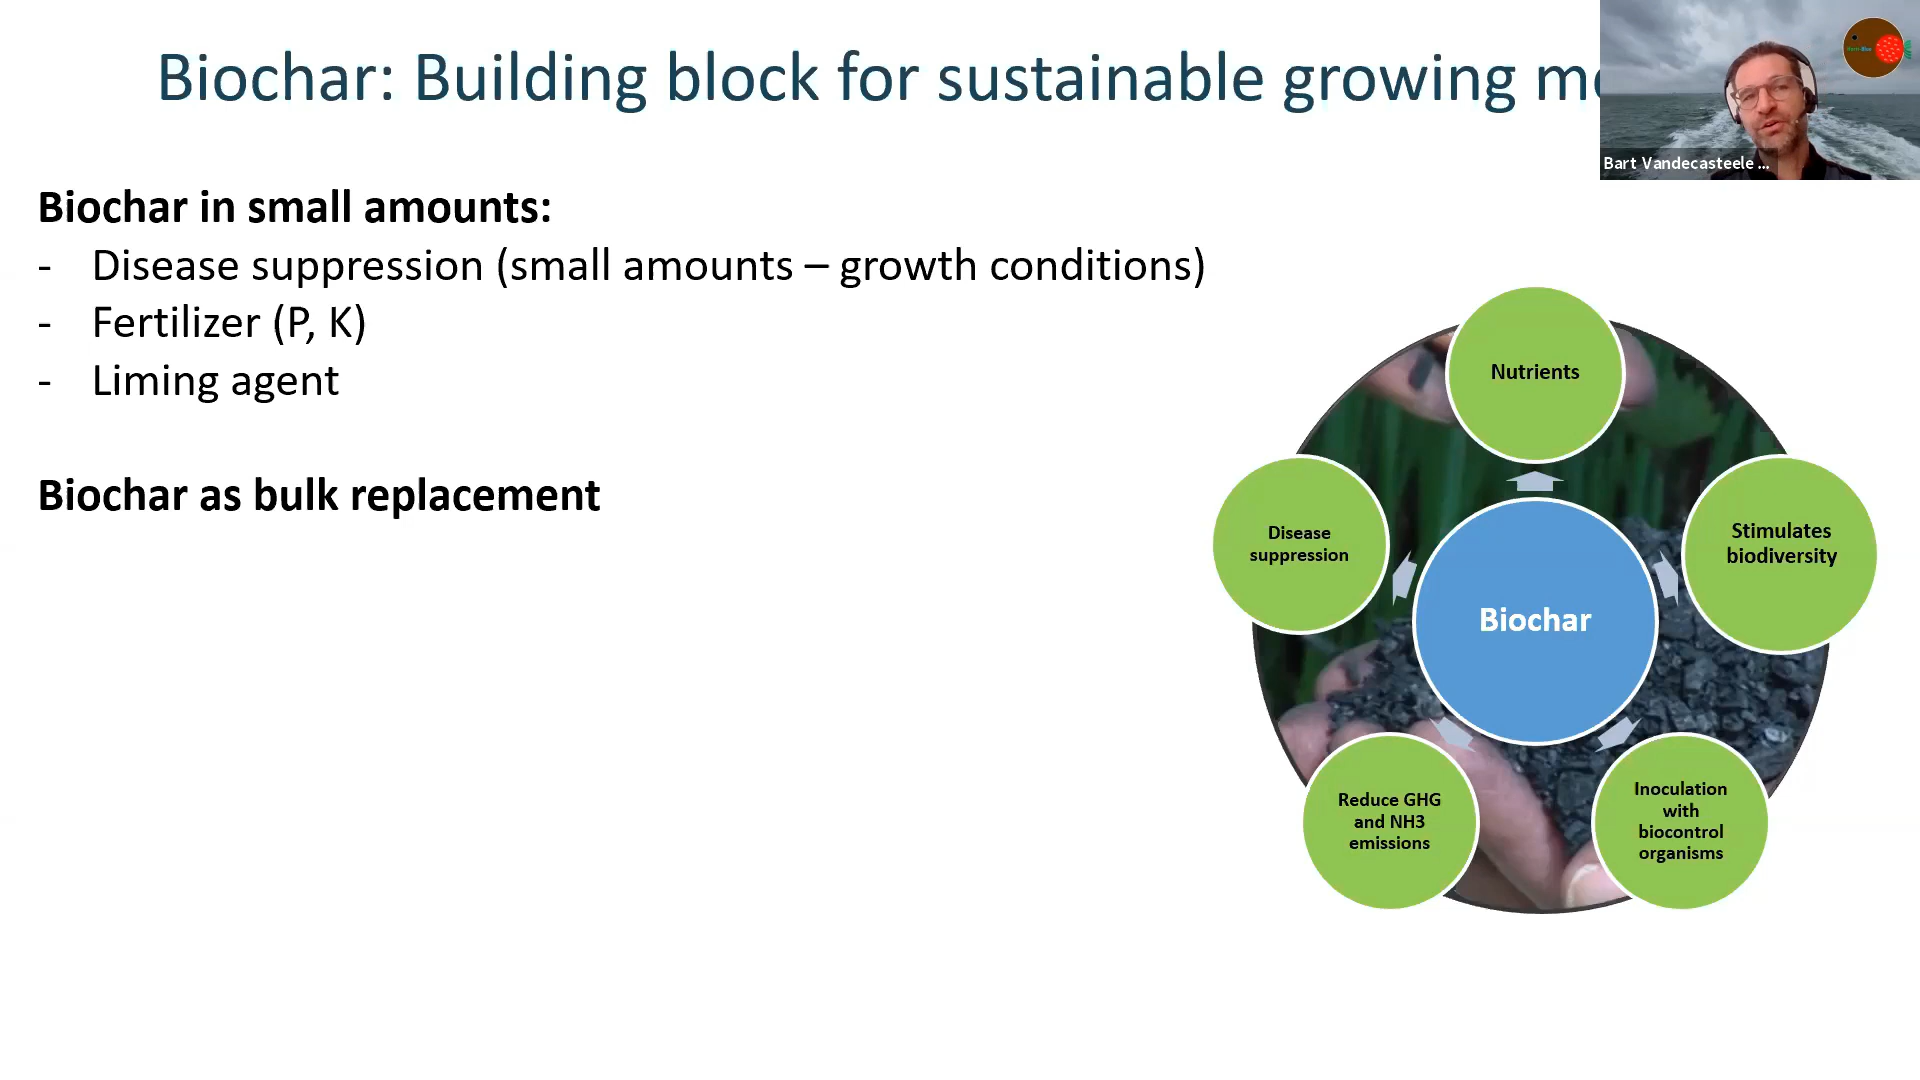 Biochar: Building block for sustainable growing
Bart Vandecasteele ...
Biochar in small amounts:
- Disease suppression (small amounts – growth conditions)
- Fertilizer (P, K)
- Liming agent
Biochar as bulk replacement
Nutrients
Disease
suppression
Stimulates
biodiversity
Biochar
Reduce GHG
and NH3
emissions
Inoculation
with
biocontrol
organisms